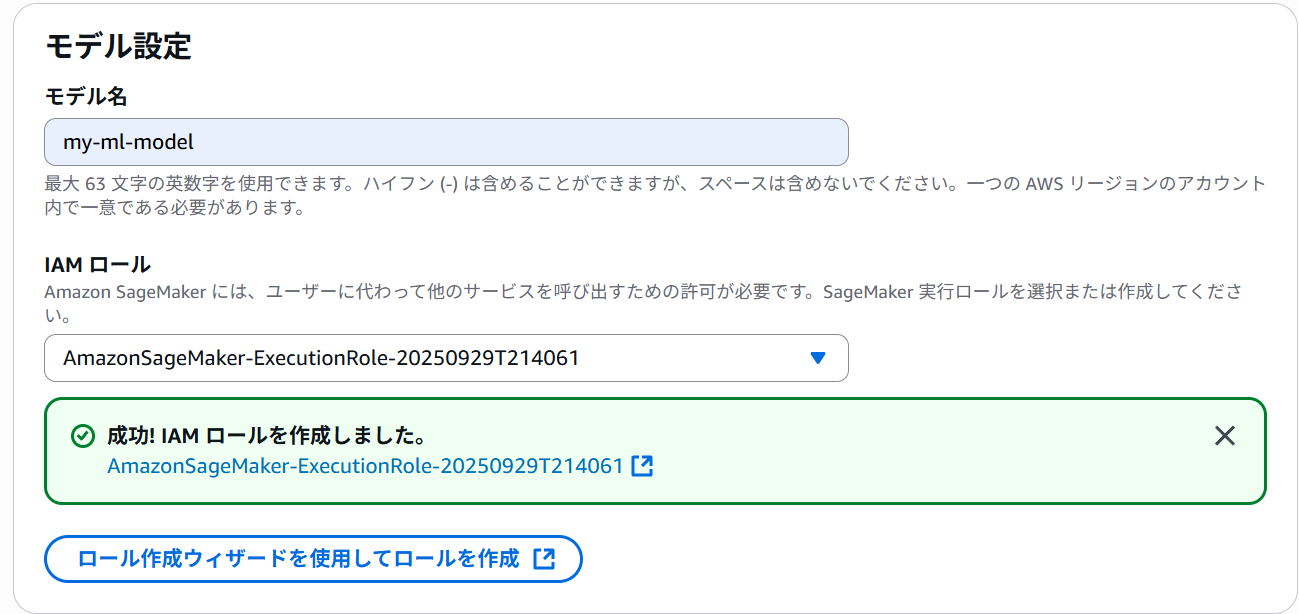 モデル設定
モデル名
my-ml-model
最大 63 文字の英数字を使用できます。ハイフン (-) は含めることができますが、スペースは含めないでください。一つの AWS リージョンのアカウント
内で一意である必要があります。
IAM ロール
Amazon SageMaker には、ユーザーに代わって他のサービスを呼び出すための許可が必要です。SageMaker 実行ロールを選択または作成してくださ
い。
AmazonSageMaker-ExecutionRole-20250929T214061
成功! IAM ロールを作成しました。
AmazonSageMaker-ExecutionRole-20250929T214061
ロール作成ウィザードを使用してロールを作成